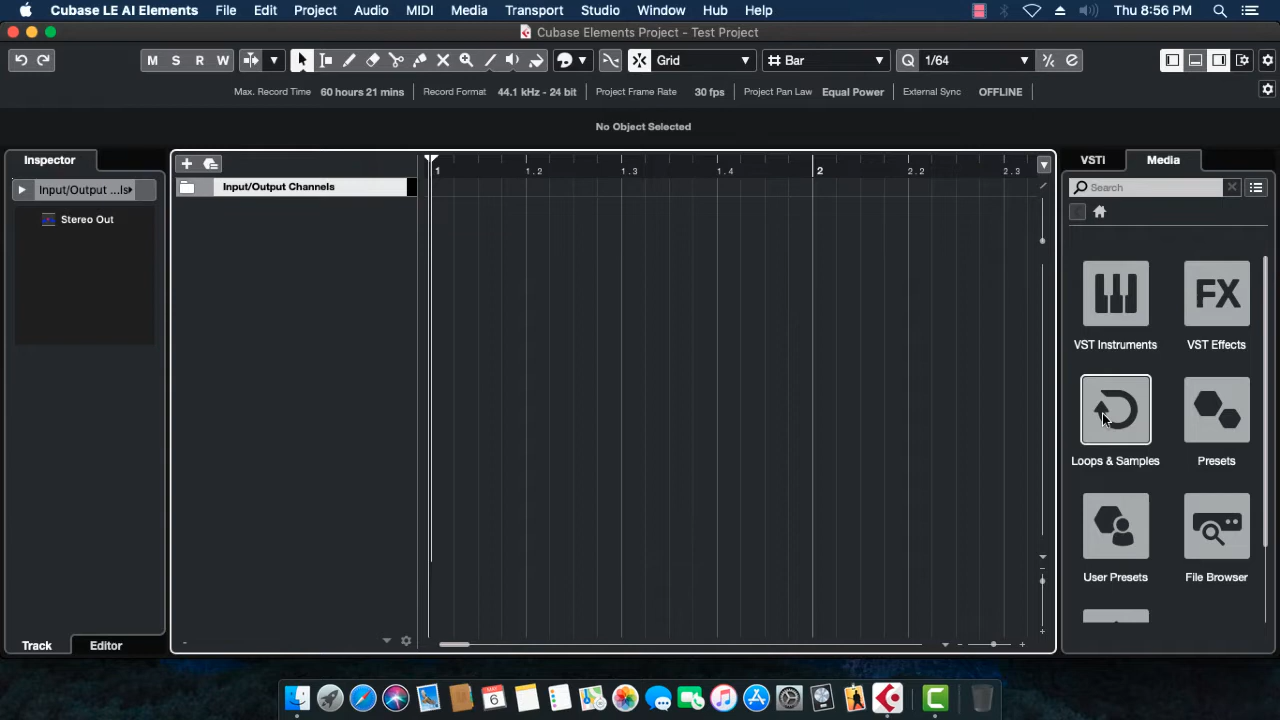 Cubase LE AI Elements File Edit Project Audio MIDI Media Transport Studio Window Hub Help Thu 8:56 PM
Cubase Elements Project - Test Project
M S R W Grid Bar Q 1/64 e
Max. Record Time 60 hours 21 mins Record Format 44.1 kHz - 24 bit Project Frame Rate 30 fps Project Pan Law Equal Power External Sync OFFLINE
No Object Selected
Inspector
VSTi Media
1 1.2 1.3 1.4 2 2.2 2.3
Input/Output ...ls
Input/Output Channels
Search
Stereo Out
FX
VST Instruments VST Effects
Loops & Samples Presets
User Presets File Browser
Track Editor
MAY
6